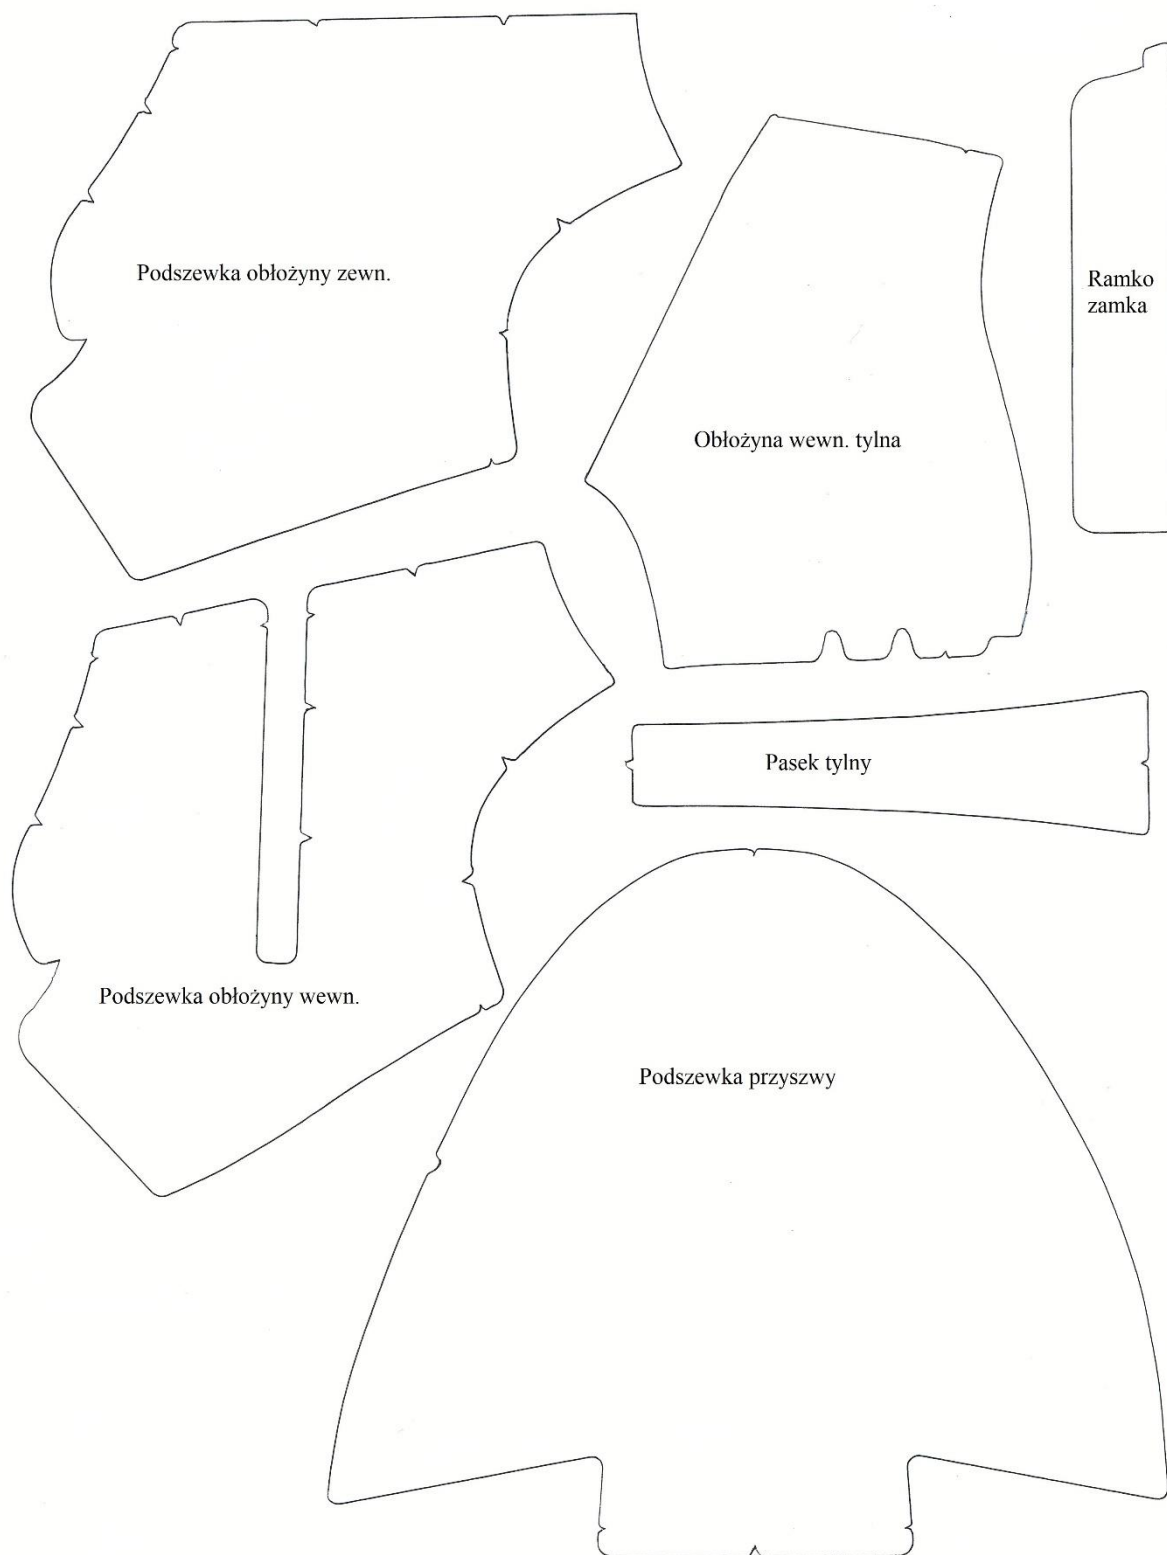 Podszewka obłożyny zewn.
Ramko
zamka
Obłożyna wewn. tylna
Pasek tylny
Podszewka obłożyny wewn.
Podszewka przyszwy